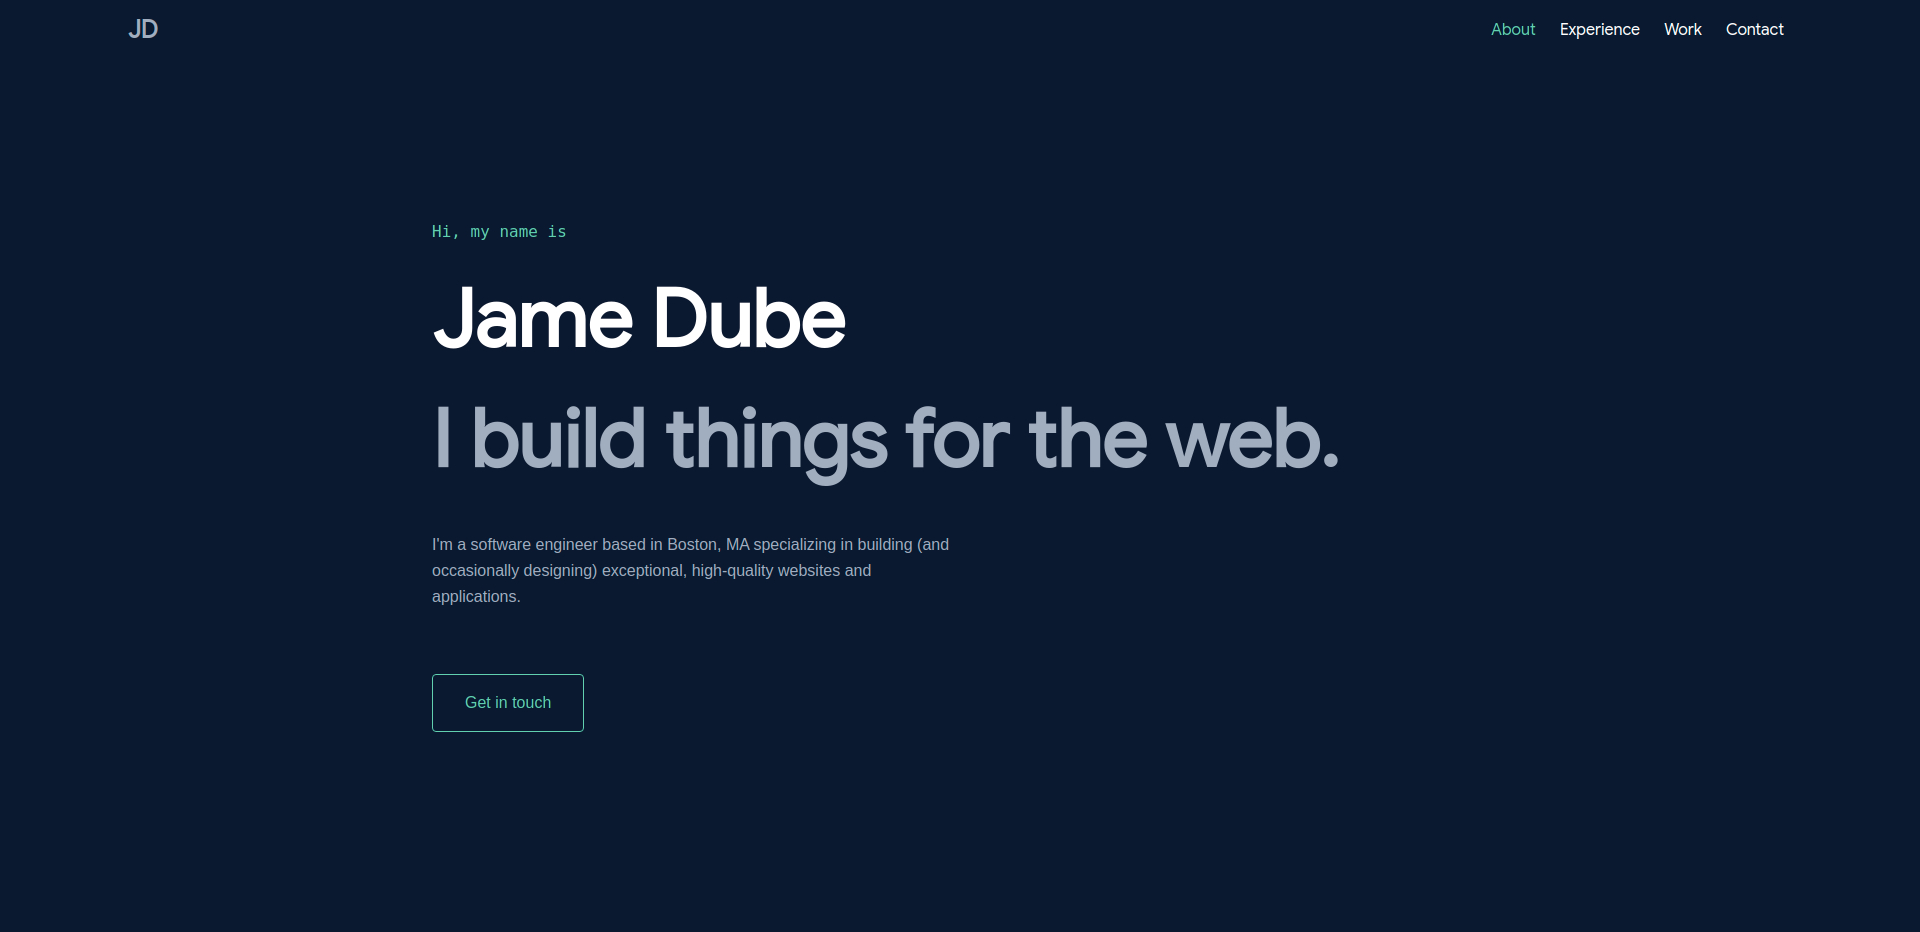 JD
About Experience Work Contact
Hi, my name is
Jame Dube
I build things for the web.
I'm a software engineer based in Boston, MA specializing in building (and
occasionally designing) exceptional, high-quality websites and
applications.
Get in touch